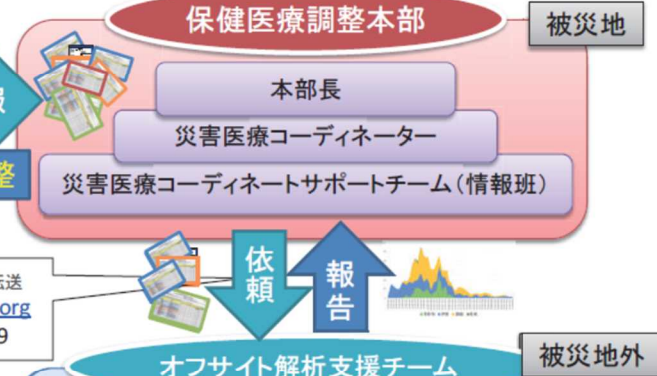 保健医療調整本部
被災地
本部長
災害医療コーディネーター
災害医療コーディネートサポートチーム（情報班）
報
整
依頼
報告
伝送
org
9
オフサイト解析支援チーム
被災地外